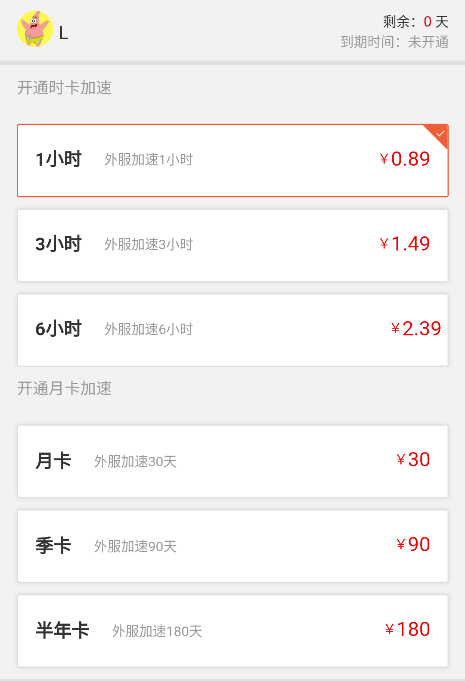 L
剩余：0 天
到期时间：未开通
开通时卡加速
1小时 外服加速1小时 ￥0.89
3小时 外服加速3小时 ￥1.49
6小时 外服加速6小时 ￥2.39
开通月卡加速
月卡 外服加速30天 ￥30
季卡 外服加速90天 ￥90
半年卡 外服加速180天 ￥180